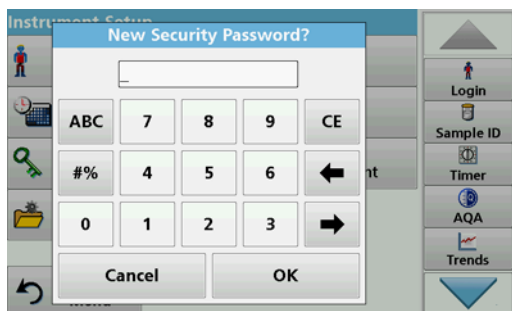 Instrument Setup
New Security Password?
_
ABC 7 8 9 CE
#% 4 5 6
0 1 2 3
Cancel OK
nt
Menu
Login
Sample ID
Timer
AQA
Trends